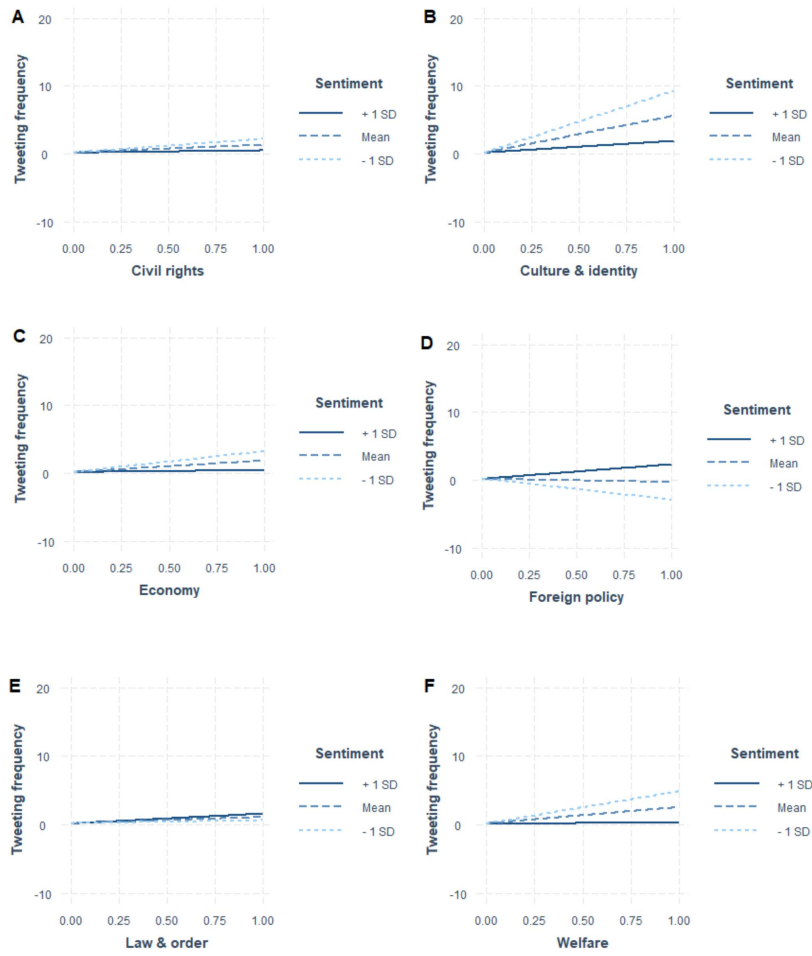 A
20
10
0
-10
Tweeting frequency
0.00 0.25 0.50 0.75 1.00
Civil rights
Sentiment
+ 1 SD
Mean
- 1 SD
B
20
10
0
-10
Tweeting frequency
0.00 0.25 0.50 0.75 1.00
Culture & identity
Sentiment
+ 1 SD
Mean
- 1 SD
C
20
10
0
-10
Tweeting frequency
0.00 0.25 0.50 0.75 1.00
Economy
Sentiment
+ 1 SD
Mean
- 1 SD
D
20
10
0
-10
Tweeting frequency
0.00 0.25 0.50 0.75 1.00
Foreign policy
Sentiment
+ 1 SD
Mean
- 1 SD
E
20
10
0
-10
Tweeting frequency
0.00 0.25 0.50 0.75 1.00
Law & order
Sentiment
+ 1 SD
Mean
- 1 SD
F
20
10
0
-10
Tweeting frequency
0.00 0.25 0.50 0.75 1.00
Welfare
Sentiment
+ 1 SD
Mean
- 1 SD